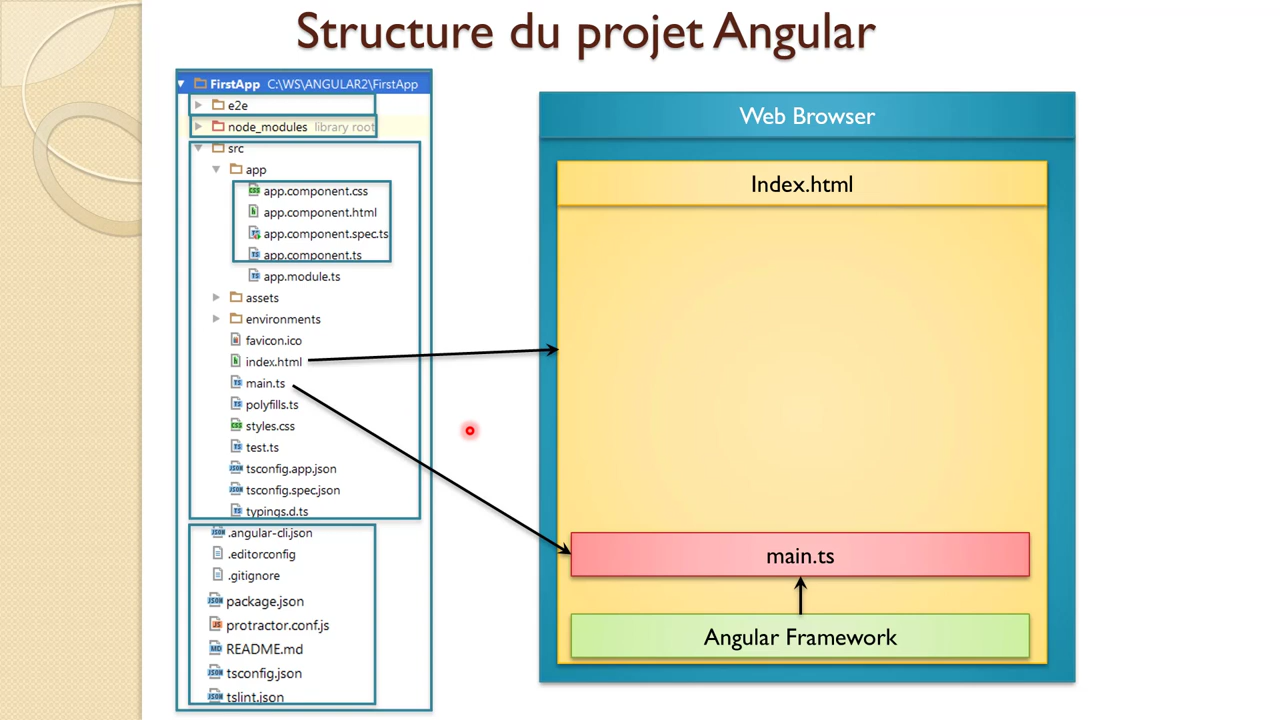 Structure du projet Angular
FirstApp C:\WS\ANGULAR2\FirstApp
e2e
node_modules library root
src
app
app.component.css
app.component.html
app.component.spec.ts
app.component.ts
app.module.ts
assets
environments
favicon.ico
index.html
main.ts
polyfills.ts
styles.css
test.ts
tsconfig.app.json
tsconfig.spec.json
typings.d.ts
.angular-cli.json
.editorconfig
.gitignore
package.json
protractor.conf.js
README.md
tsconfig.json
tslint.json
Web Browser
Index.html
main.ts
Angular Framework